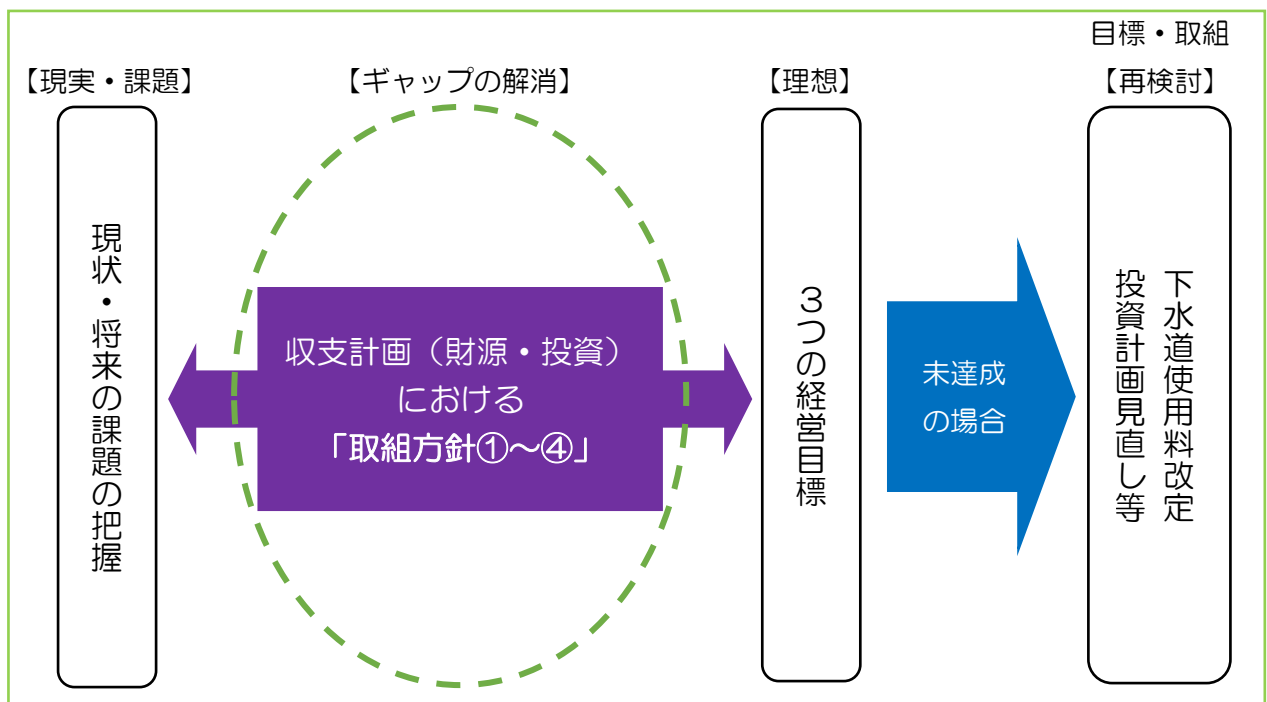 目標・取組
【現実・課題】
【ギャップの解消】
【理想】
【再検討】
現状・将来の課題の把握
収支計画（財源・投資）
における
「取組方針①～④」
３つの経営目標
未達成
の場合
下水道使用料改定
投資計画見直し等